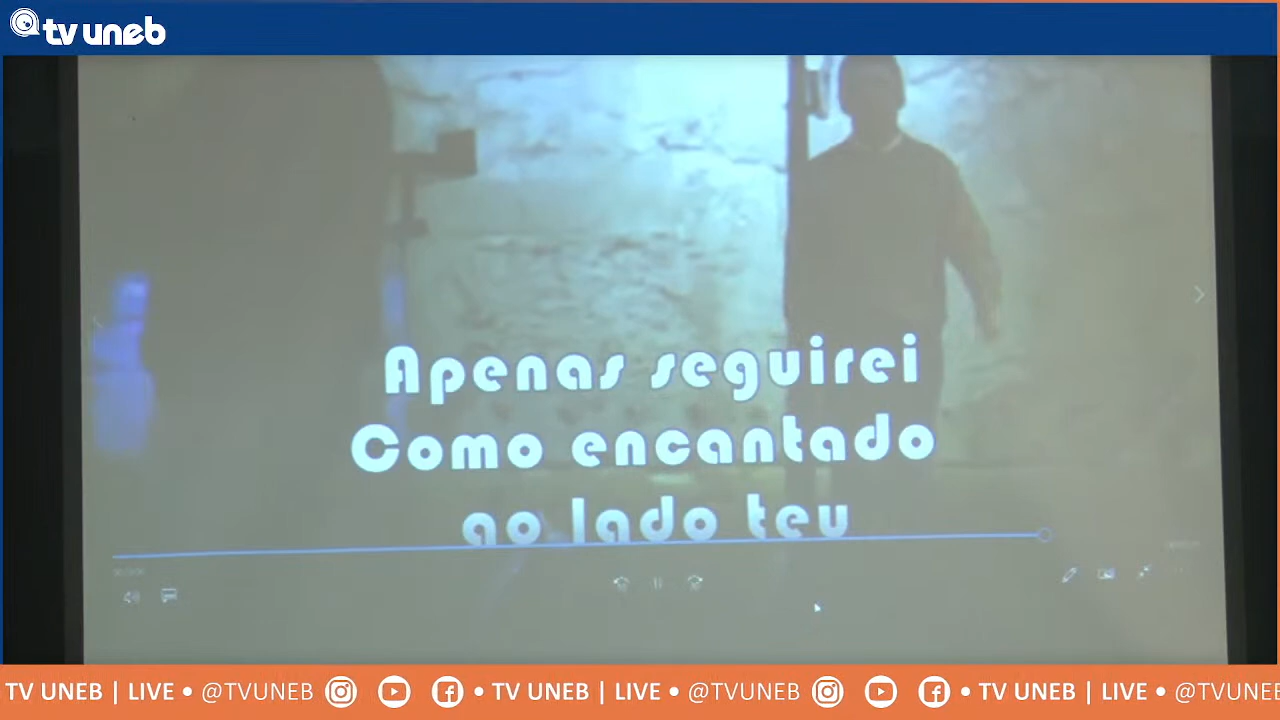 tv uneb
Apenas seguirei
Como encantado
ao lado teu
TV UNEB | LIVE • @TVUNEB • TV UNEB | LIVE • @TVUNEB • TV UNEB | LIVE • @TVUNEB